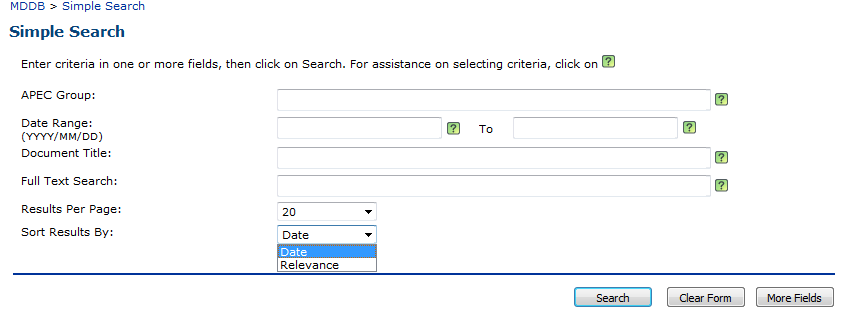 MDDB > Simple Search
Simple Search
Enter criteria in one or more fields, then click on Search. For assistance on selecting criteria, click on ?
APEC Group: ?
Date Range: ? To ?
(YYYY/MM/DD)
Document Title: ?
Full Text Search: ?
Results Per Page: 20
Sort Results By: Date
Date
Relevance
Search Clear Form More Fields